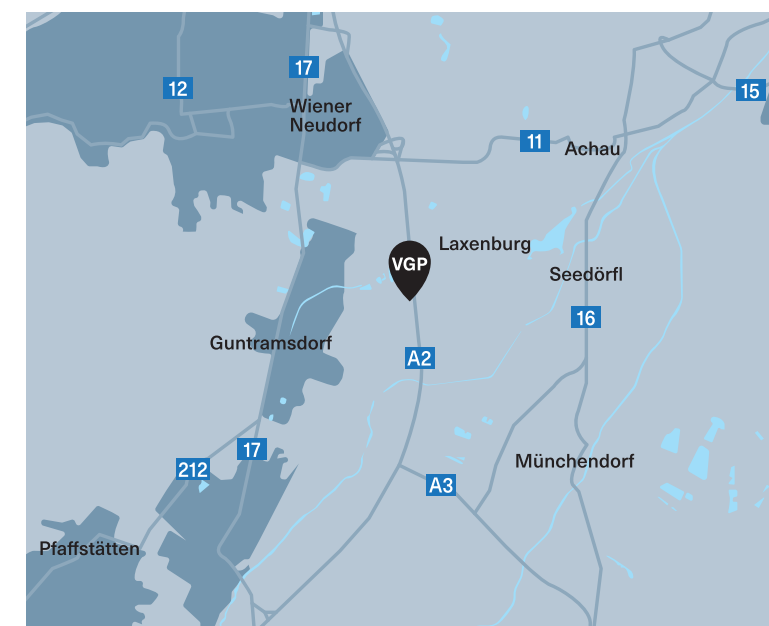 17
12
15
Wiener
Neudorf
11
Achau
Laxenburg
VGP
Seedörfl
16
Guntramsdorf
A2
17
212
Münchendorf
A3
Pfaffstätten